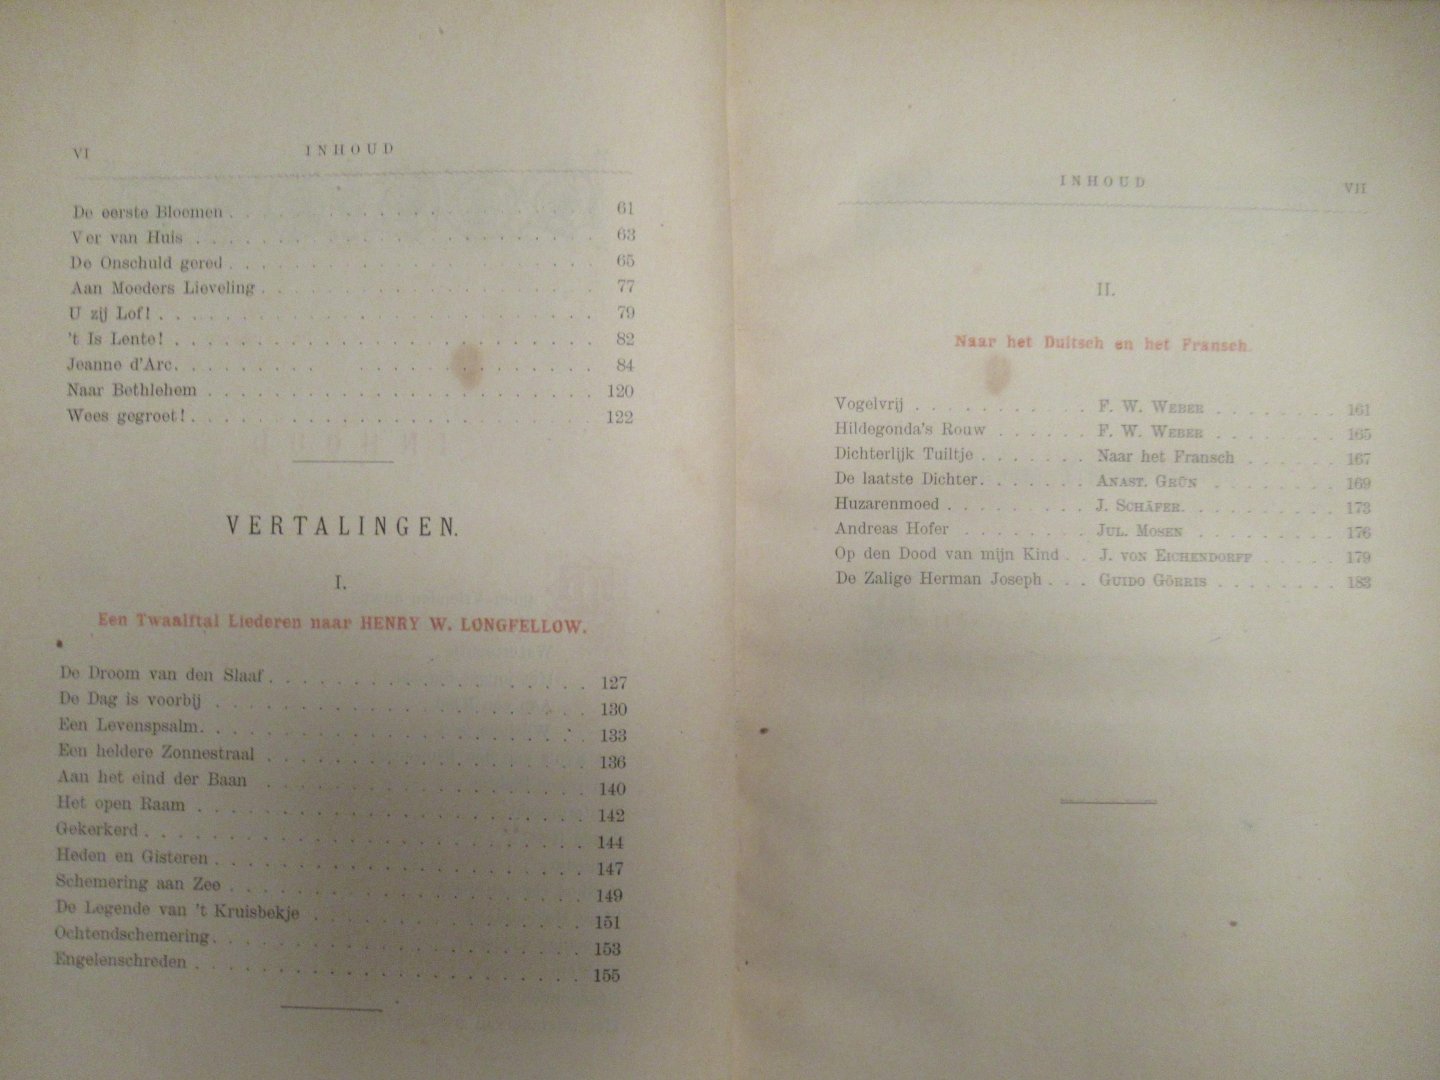 VI INHOUD
De eerste Bloemen . . . . . . . . . . . . . . . . . . . . 61
Ver van Huis . . . . . . . . . . . . . . . . . . . . . . 63
De Onschuld gered . . . . . . . . . . . . . . . . . . . . 65
Aan Moeders Lieveling . . . . . . . . . . . . . . . . . . 77
U zij Lof! . . . . . . . . . . . . . . . . . . . . . . . 79
't Is Lente! . . . . . . . . . . . . . . . . . . . . . . 82
Jeanne d'Arc. . . . . . . . . . . . . . . . . . . . . . . 84
Naar Bethlehem . . . . . . . . . . . . . . . . . . . . . 120
Wees gegroet! . . . . . . . . . . . . . . . . . . . . . . 122
VERTALINGEN.
I.
Een Twaalftal Liederen naar HENRY W. LONGFELLOW.
De Droom van den Slaaf . . . . . . . . . . . . . . . . . 127
De Dag is voorbij . . . . . . . . . . . . . . . . . . . . 130
Een Levenspsalm. . . . . . . . . . . . . . . . . . . . . 133
Een heldere Zonnestraal . . . . . . . . . . . . . . . . . 136
Aan het eind der Baan . . . . . . . . . . . . . . . . . . 140
Het open Raam . . . . . . . . . . . . . . . . . . . . . . 142
Gekerkerd . . . . . . . . . . . . . . . . . . . . . . . . 144
Heden en Gisteren . . . . . . . . . . . . . . . . . . . . 147
Schemering aan Zee . . . . . . . . . . . . . . . . . . . 149
De Legende van 't Kruisbekje . . . . . . . . . . . . . . 151
Ochtendschemering. . . . . . . . . . . . . . . . . . . . 153
Engelenschreden . . . . . . . . . . . . . . . . . . . . . 155
INHOUD VII
II.
Naar het Duitsch en het Fransch.
Vogelvrij . . . . . . . . . . F. W. WEBER . . . . . . . 161
Hildegonda's Rouw . . . . . . F. W. WEBER . . . . . . . 165
Dichterlijk Tuiltje . . . . . . . Naar het Fransch . . . . . . 167
De laatste Dichter. . . . . . . ANAST. GRÜN . . . . . . . 169
Huzarenmoed . . . . . . . . . J. SCHÄFER. . . . . . . . . 173
Andreas Hofer . . . . . . . . JUL. MOSEN . . . . . . . . 176
Op den Dood van mijn Kind . . J. VON EICHENDORFF . . . . . 179
De Zalige Herman Joseph . . . GUIDO GÖRRIS . . . . . . . 183